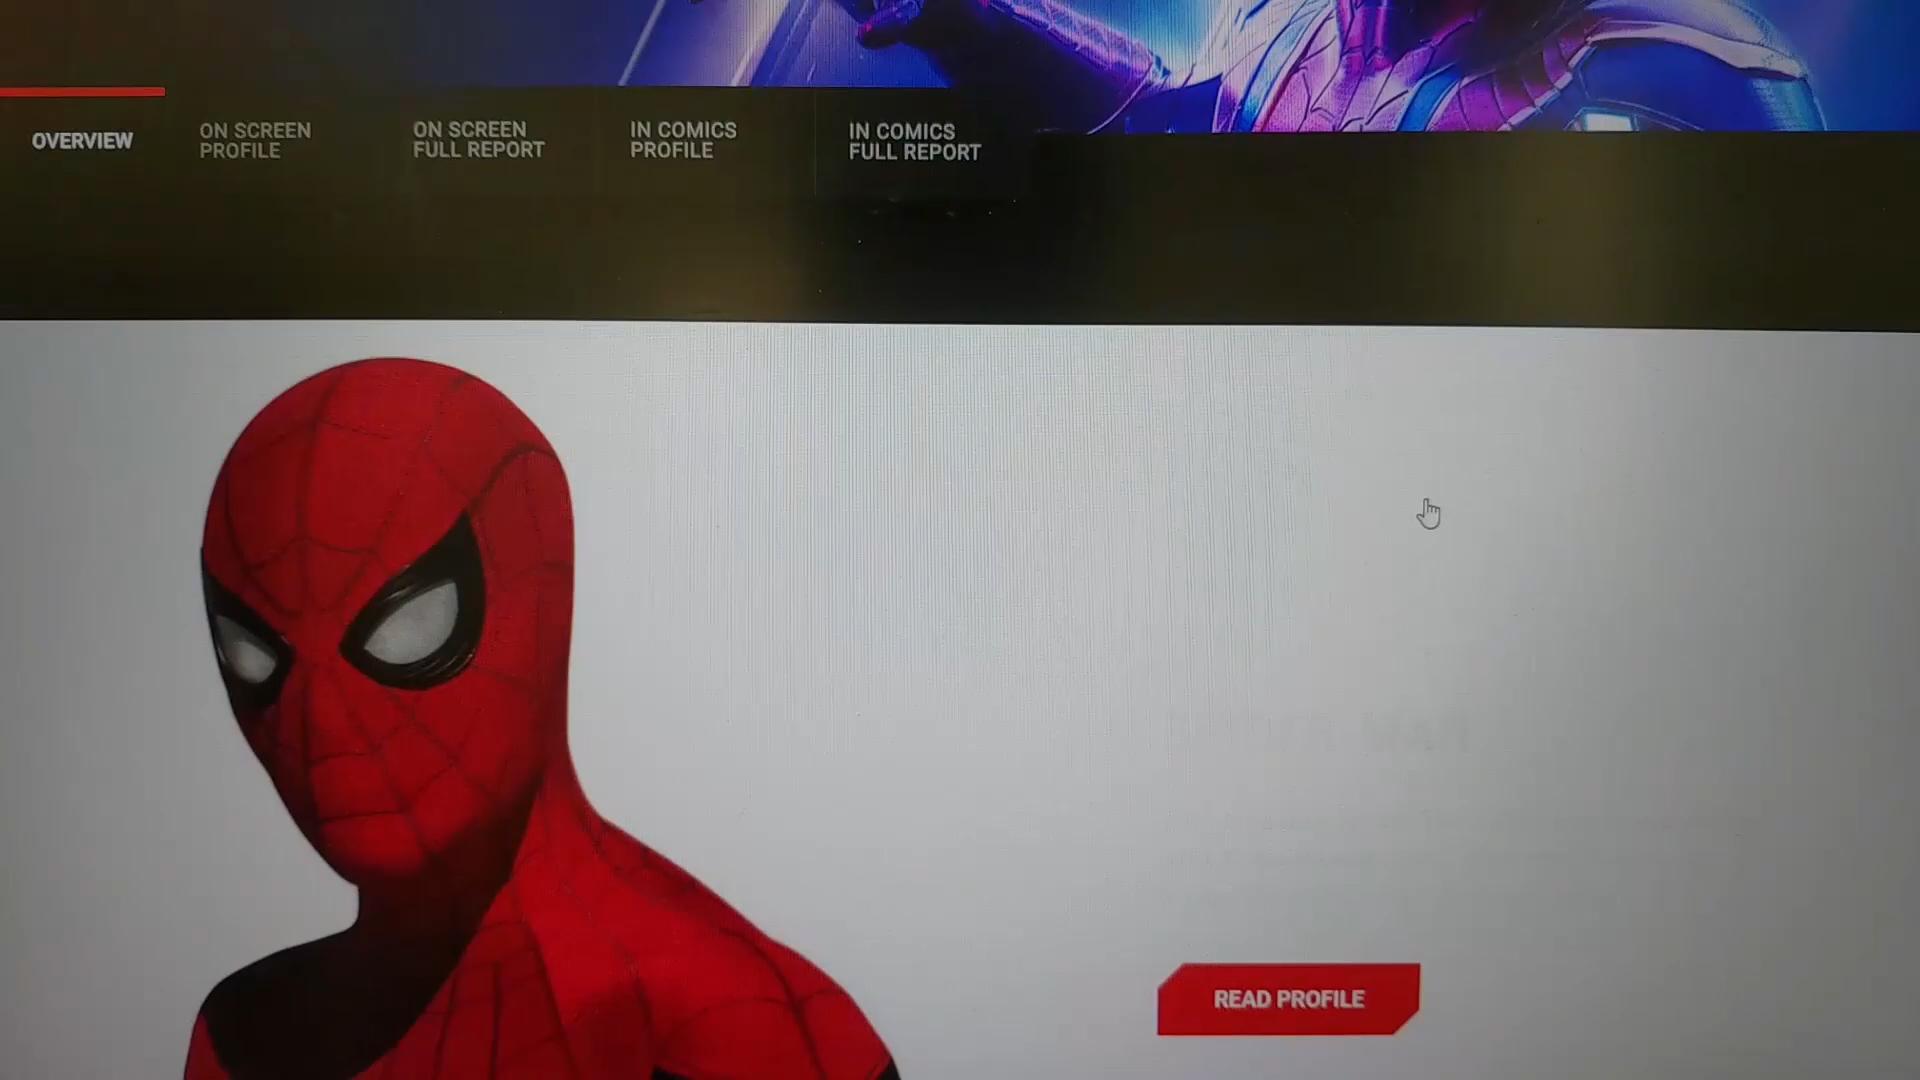 OVERVIEW
ON SCREEN
PROFILE
ON SCREEN
FULL REPORT
IN COMICS
PROFILE
IN COMICS
FULL REPORT
READ PROFILE